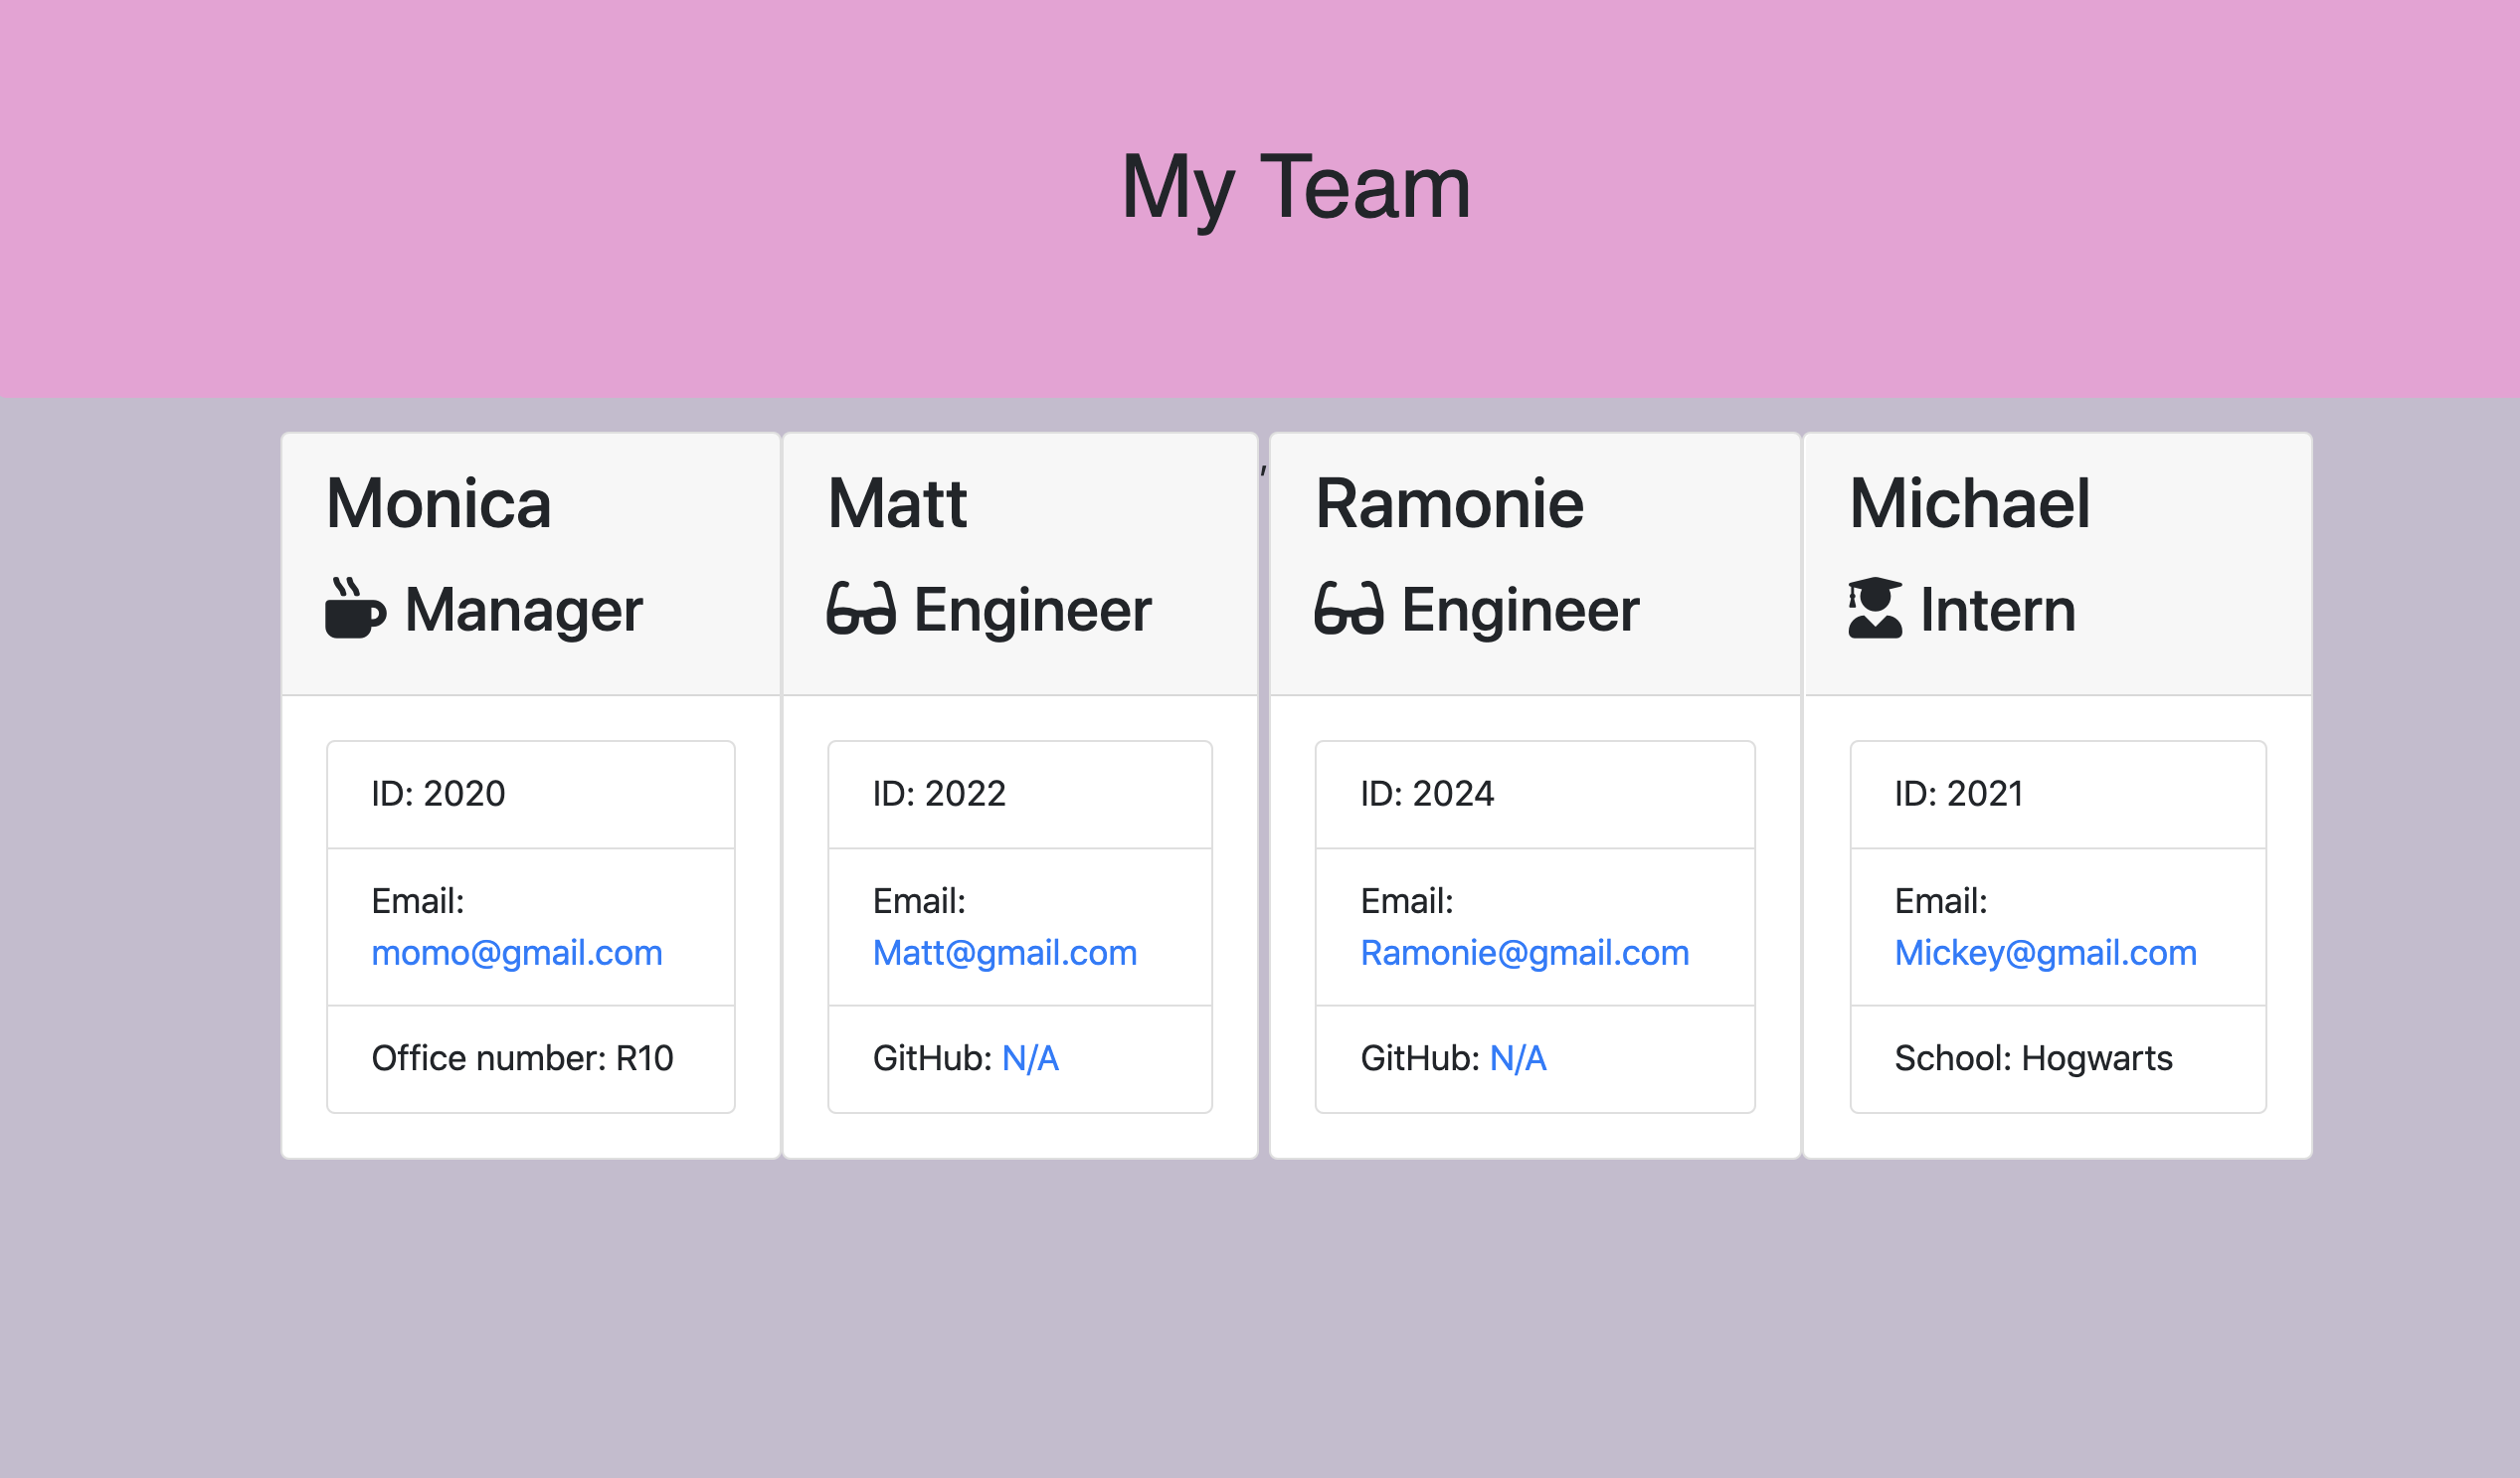 My Team
Monica
Manager
ID: 2020
Email:
momo@gmail.com
Office number: R10
Matt
Engineer
ID: 2022
Email:
Matt@gmail.com
GitHub: N/A
,
Ramonie
Engineer
ID: 2024
Email:
Ramonie@gmail.com
GitHub: N/A
Michael
Intern
ID: 2021
Email:
Mickey@gmail.com
School: Hogwarts